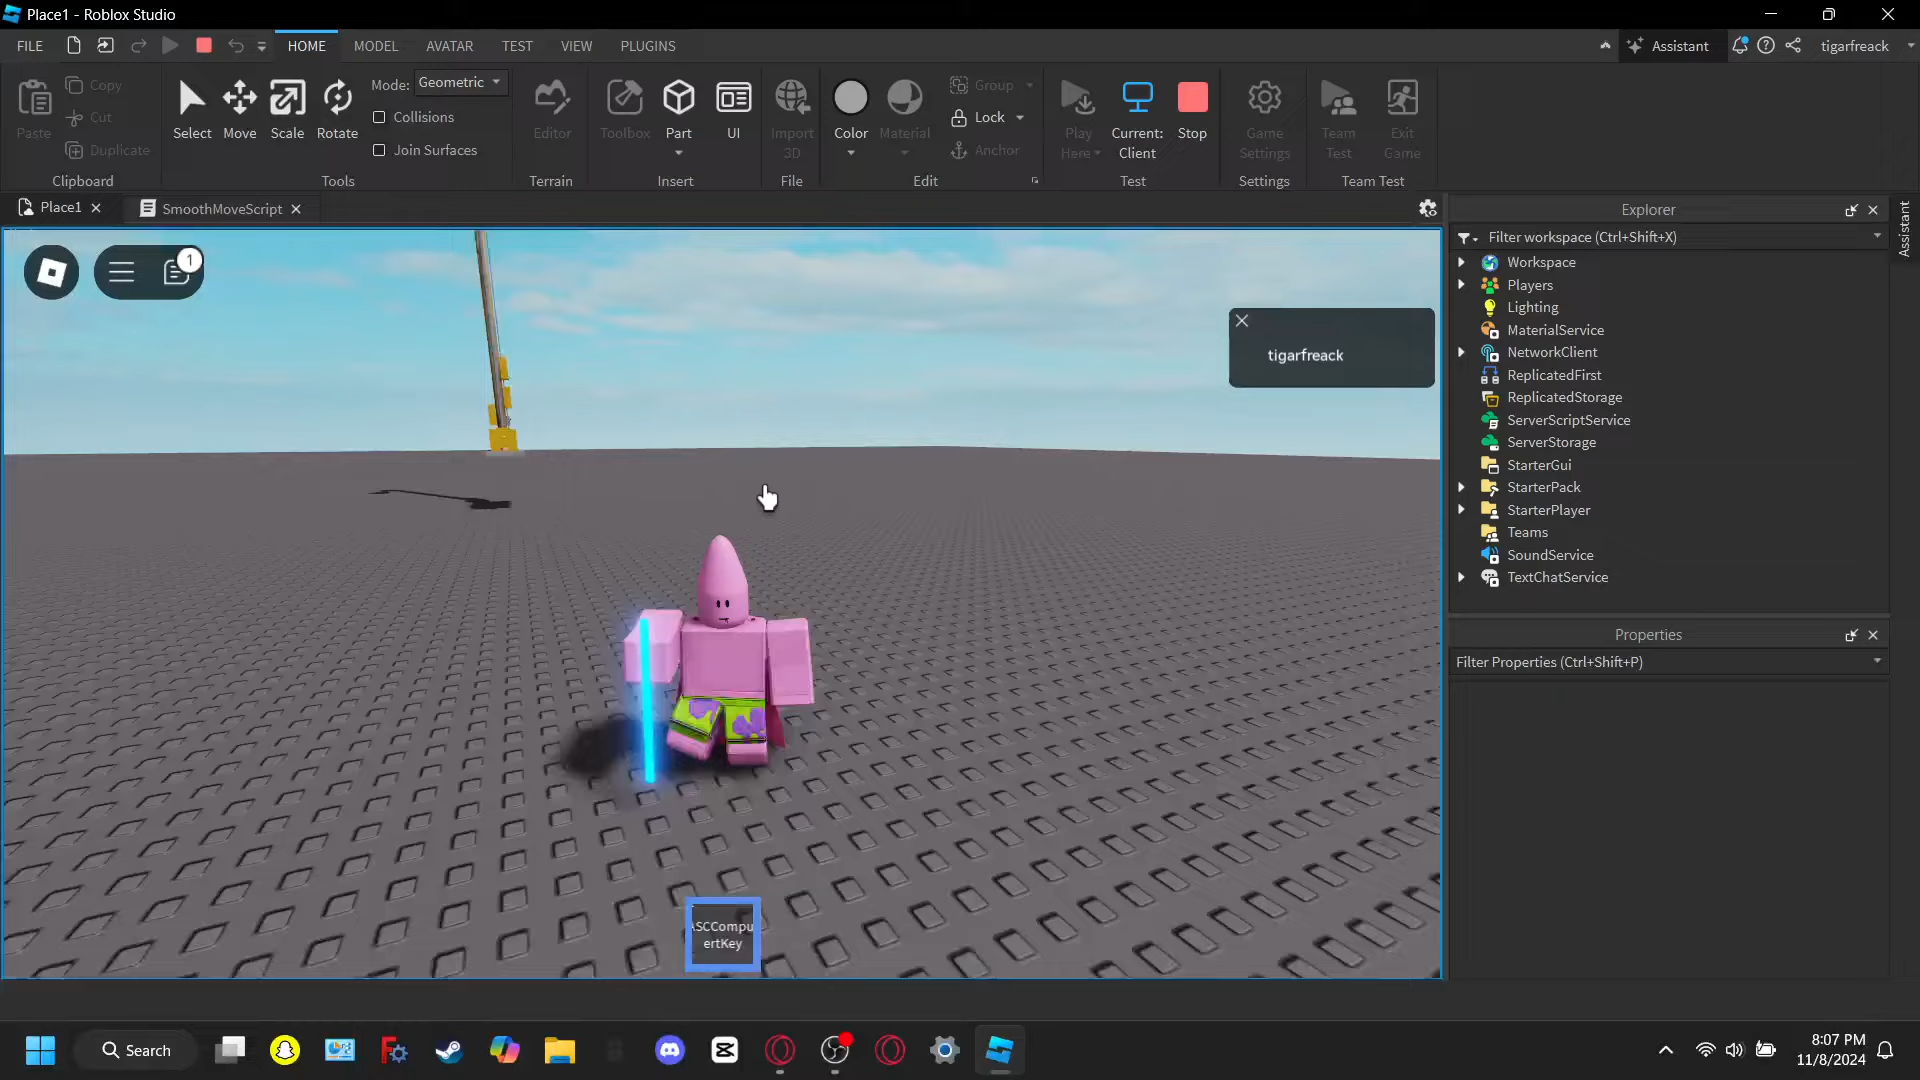 Place1 - Roblox Studio
FILE
HOME
MODEL
AVATAR
TEST
VIEW
PLUGINS
Assistant
tigarfreack
Paste
Copy
Cut
Duplicate
Clipboard
Select
Move
Scale
Rotate
Mode:
Geometric
Collisions
Join Surfaces
Tools
Editor
Terrain
Toolbox
Part
UI
Insert
Import
3D
File
Color
Material
Group
Lock
Anchor
Edit
Play
Here
Current:
Client
Stop
Test
Game
Settings
Settings
Team
Test
Exit
Game
Team Test
Place1
SmoothMoveScript
1
tigarfreack
ASCCompu
ertKey
Explorer
Filter workspace (Ctrl+Shift+X)
Workspace
Players
Lighting
MaterialService
NetworkClient
ReplicatedFirst
ReplicatedStorage
ServerScriptService
ServerStorage
StarterGui
StarterPack
StarterPlayer
Teams
SoundService
TextChatService
Properties
Filter Properties (Ctrl+Shift+P)
Assistant
Search
8:07 PM
11/8/2024